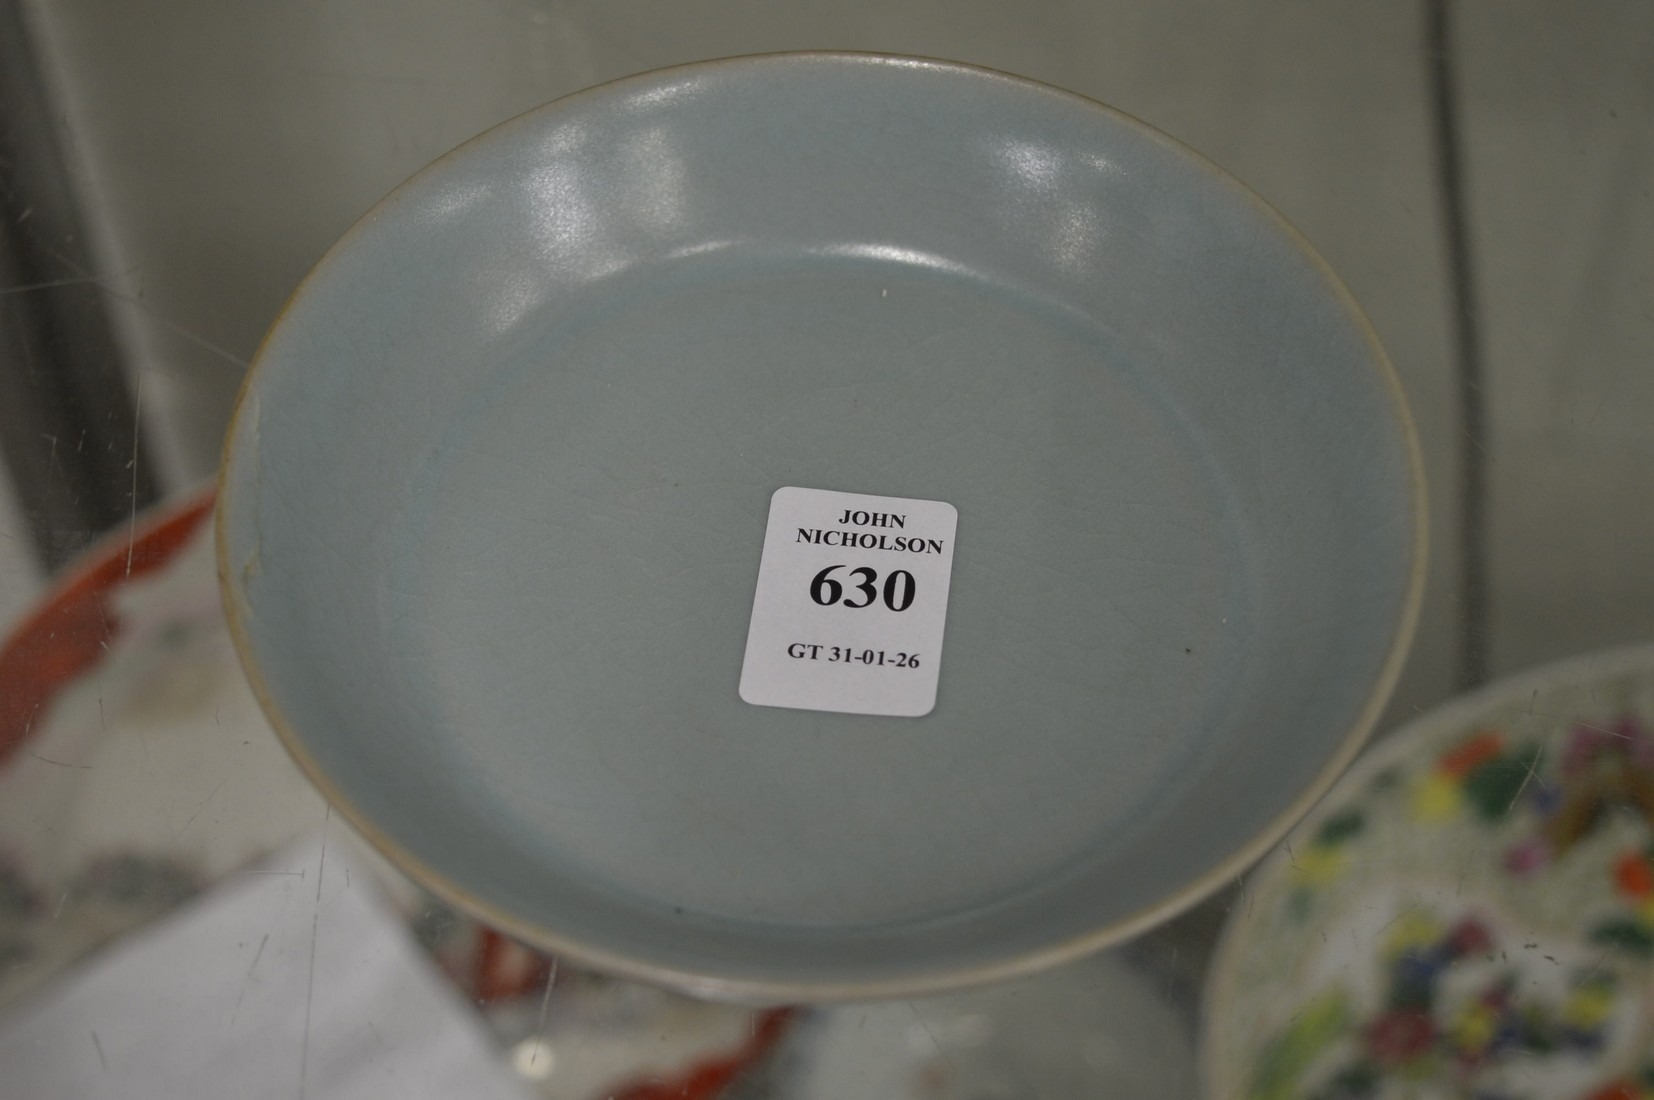 JOHN
NICHOLSON
630
GT 31-01-26